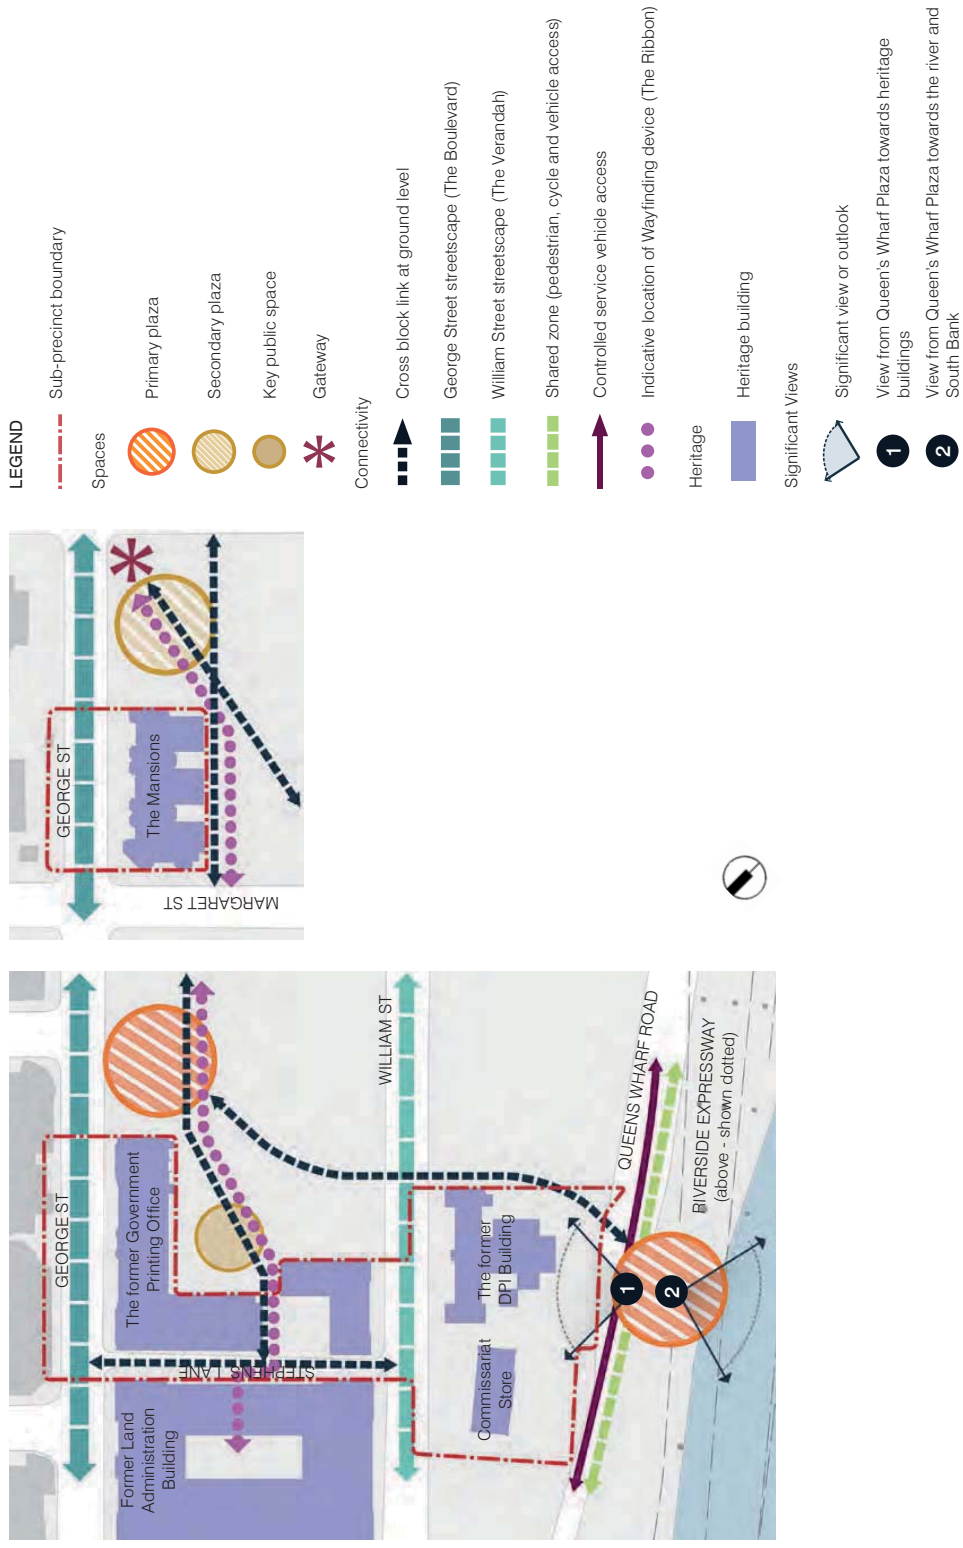 LEGEND
Sub-precinct boundary
Spaces
Primary plaza
Secondary plaza
Key public space
Gateway
Connectivity
Cross block link at ground level
George Street streetscape (The Boulevard)
William Street streetscape (The Verandah)
Shared zone (pedestrian, cycle and vehicle access)
Controlled service vehicle access
Indicative location of Wayfinding device (The Ribbon)
Heritage
Heritage building
Significant Views
Significant view or outlook
1
View from Queen's Wharf Plaza towards heritage
buildings
2
View from Queen's Wharf Plaza towards the river and
South Bank
GEORGE ST
The Mansions
MARGARET ST
GEORGE ST
The former Government
Printing Office
Former Land
Administration
Building
STEPHENS LANE
WILLIAM ST
The former
DPI Building
Commissariat
Store
QUEENS WHARF ROAD
RIVERSIDE EXPRESSWAY
(above - shown dotted)
1
2